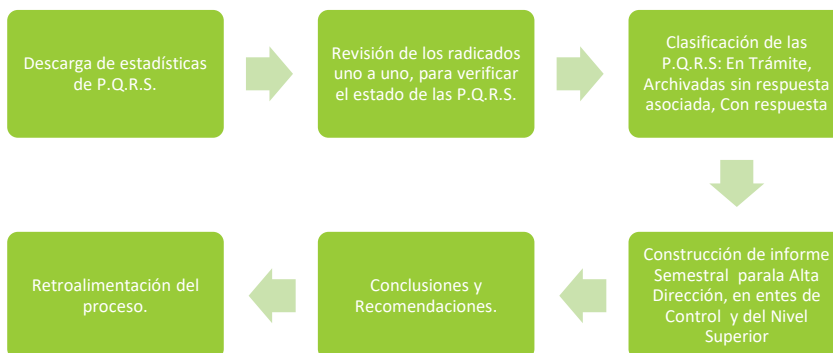 Descarga de estadísticas
de P.Q.R.S.
Revisión de los radicados
uno a uno, para verificar
el estado de las P.Q.R.S.
Clasificación de las
P.Q.R.S: En Trámite,
Archivadas sin respuesta
asociada, Con respuesta
Construcción de informe
Semestral parala Alta
Dirección, en entes de
Control y del Nivel
Superior
Conclusiones y
Recomendaciones.
Retroalimentación del
proceso.